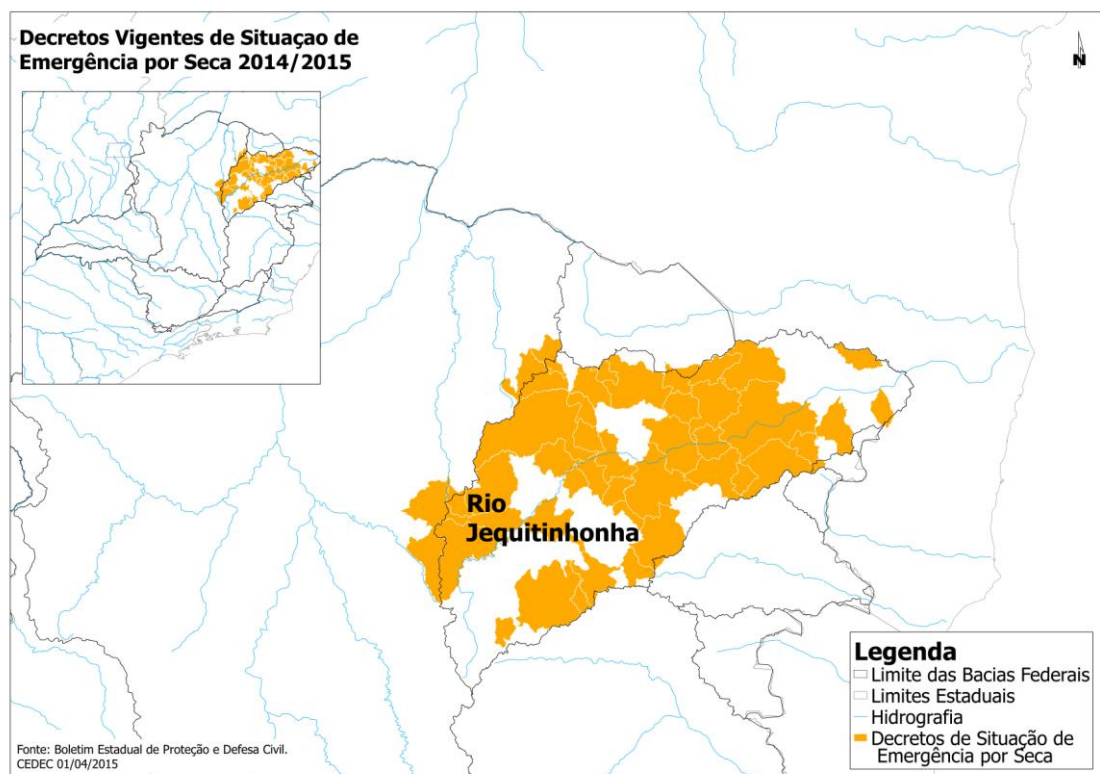 Decretos Vigentes de Situaçao de
Emergência por Seca 2014/2015
N
Rio
Jequitinhonha
Legenda
Limite das Bacias Federais
Limites Estaduais
Hidrografia
Decretos de Situação de
Emergência por Seca
Fonte: Boletim Estadual de Proteção e Defesa Civil.
CEDEC 01/04/2015